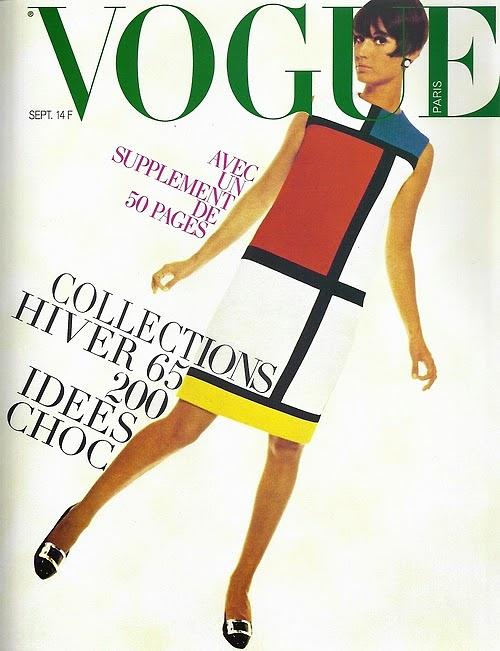 ® VOGUE
PARIS
SEPT. 14 F
AVEC
UN
SUPPLEMENT
DE
50 PAGES
COLLECTIONS
HIVER 65
200
IDEES
CHOC